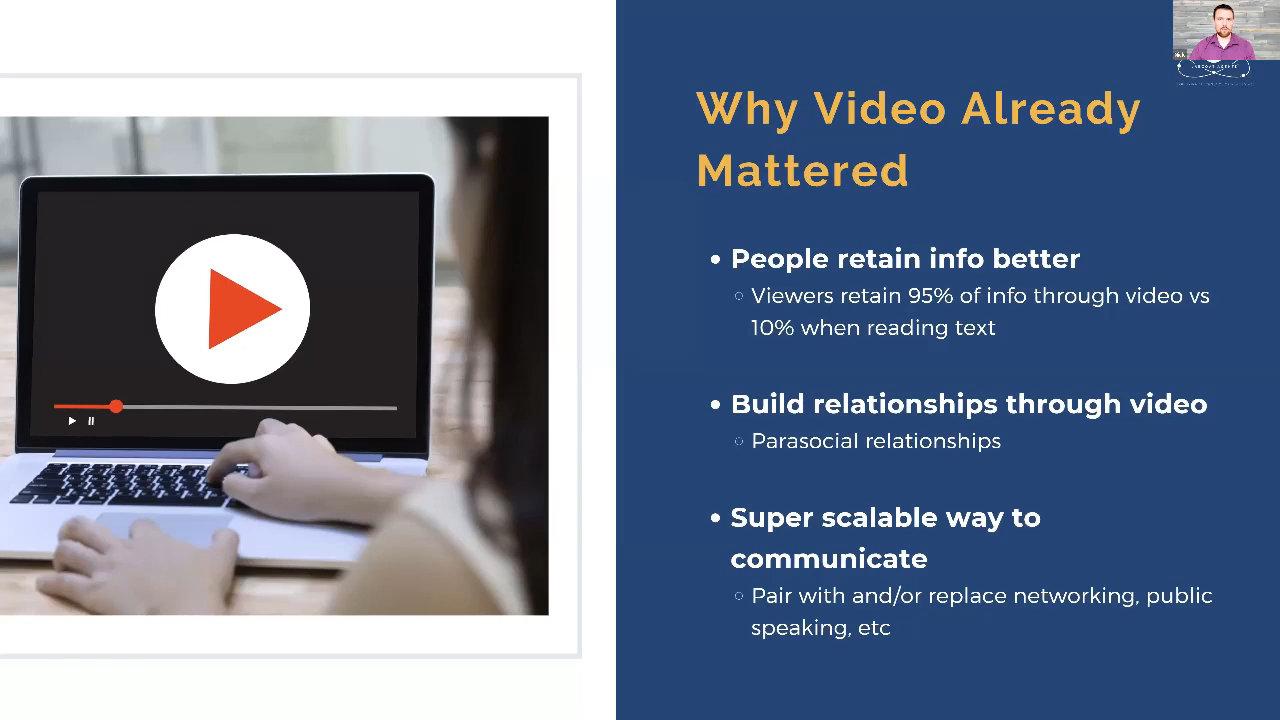 Why Video Already
Mattered
People retain info better
Viewers retain 95% of info through video vs
10% when reading text
Build relationships through video
Parasocial relationships
Super scalable way to
communicate
Pair with and/or replace networking, public
speaking, etc